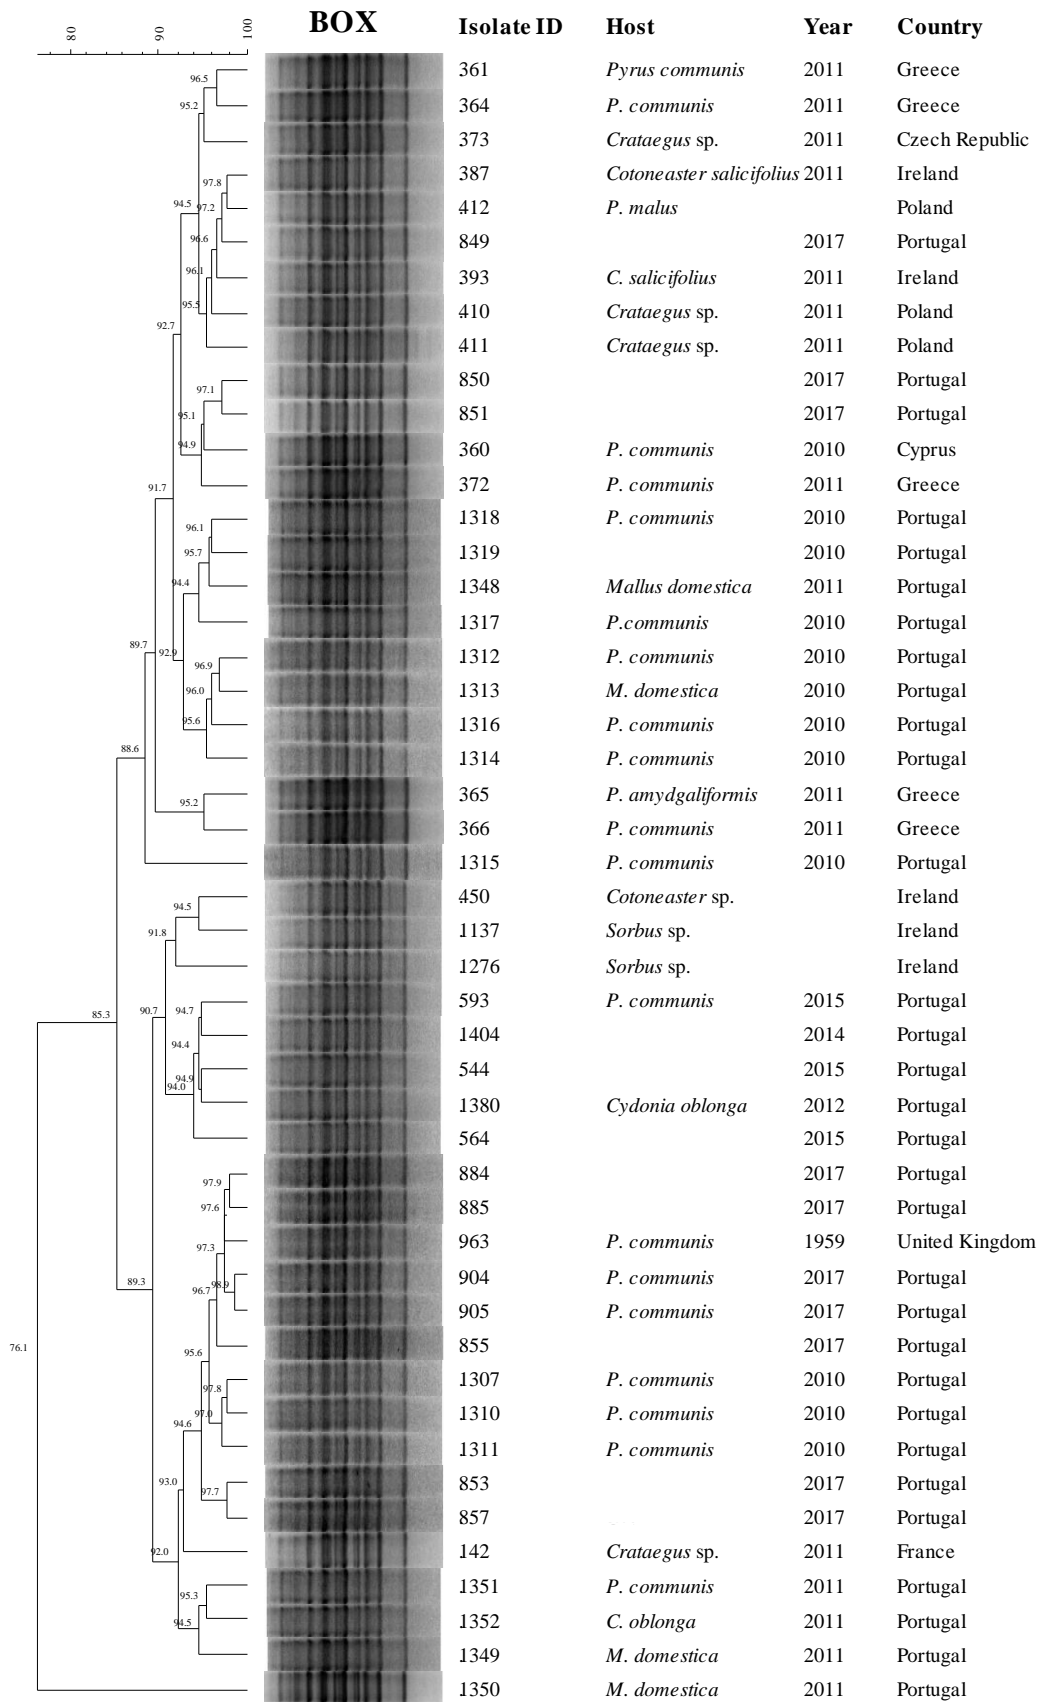 80 90 100 BOX Isolate ID Host Year Country
96.5 361 Pyrus communis 2011 Greece
95.2 364 P. communis 2011 Greece
373 Crataegus sp. 2011 Czech Republic
97.8 387 Cotoneaster salicifolius 2011 Ireland
94.5 97.2 412 P. malus Poland
96.6 849 2017 Portugal
96.1 393 C. salicifolius 2011 Ireland
95.5 410 Crataegus sp. 2011 Poland
92.7 411 Crataegus sp. 2011 Poland
97.1 850 2017 Portugal
95.1 851 2017 Portugal
94.9 360 P. communis 2010 Cyprus
91.7 372 P. communis 2011 Greece
96.1 1318 P. communis 2010 Portugal
95.7 1319 2010 Portugal
94.4 1348 Mallus domestica 2011 Portugal
1317 P.communis 2010 Portugal
89.7 92.9 96.9 1312 P. communis 2010 Portugal
96.0 1313 M. domestica 2010 Portugal
95.6 1316 P. communis 2010 Portugal
88.6 1314 P. communis 2010 Portugal
95.2 365 P. amydgaliformis 2011 Greece
366 P. communis 2011 Greece
1315 P. communis 2010 Portugal
94.5 450 Cotoneaster sp. Ireland
91.8 1137 Sorbus sp. Ireland
1276 Sorbus sp. Ireland
85.3 90.7 94.7 593 P. communis 2015 Portugal
94.4 1404 2014 Portugal
94.9 544 2015 Portugal
94.0 1380 Cydonia oblonga 2012 Portugal
564 2015 Portugal
97.9 884 2017 Portugal
97.6 885 2017 Portugal
97.3 963 P. communis 1959 United Kingdom
89.3 96.7 98.9 904 P. communis 2017 Portugal
905 P. communis 2017 Portugal
76.1 95.6 855 2017 Portugal
97.8 1307 P. communis 2010 Portugal
94.6 97.0 1310 P. communis 2010 Portugal
1311 P. communis 2010 Portugal
93.0 97.7 853 2017 Portugal
857 2017 Portugal
92.0 142 Crataegus sp. 2011 France
95.3 1351 P. communis 2011 Portugal
94.5 1352 C. oblonga 2011 Portugal
1349 M. domestica 2011 Portugal
1350 M. domestica 2011 Portugal